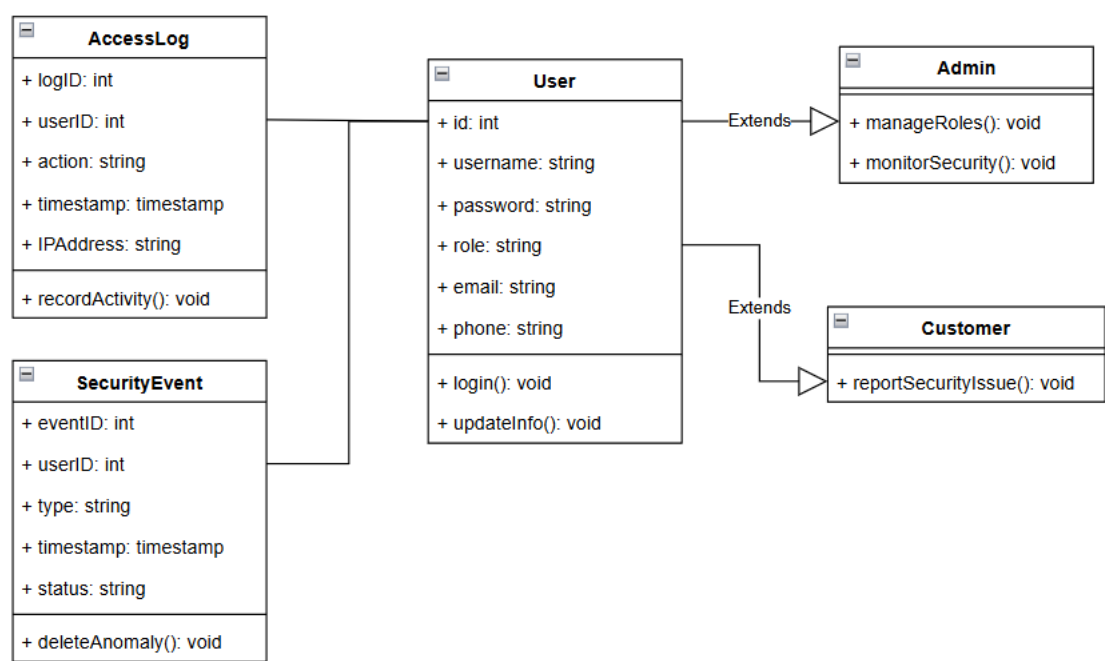 AccessLog
+ logID: int
+ userID: int
+ action: string
+ timestamp: timestamp
+ IPAddress: string
+ recordActivity(): void
SecurityEvent
+ eventID: int
+ userID: int
+ type: string
+ timestamp: timestamp
+ status: string
+ deleteAnomaly(): void
User
+ id: int
+ username: string
+ password: string
+ role: string
+ email: string
+ phone: string
+ login(): void
+ updateInfo(): void
Extends
Extends
Admin
+ manageRoles(): void
+ monitorSecurity(): void
Customer
+ reportSecurityIssue(): void